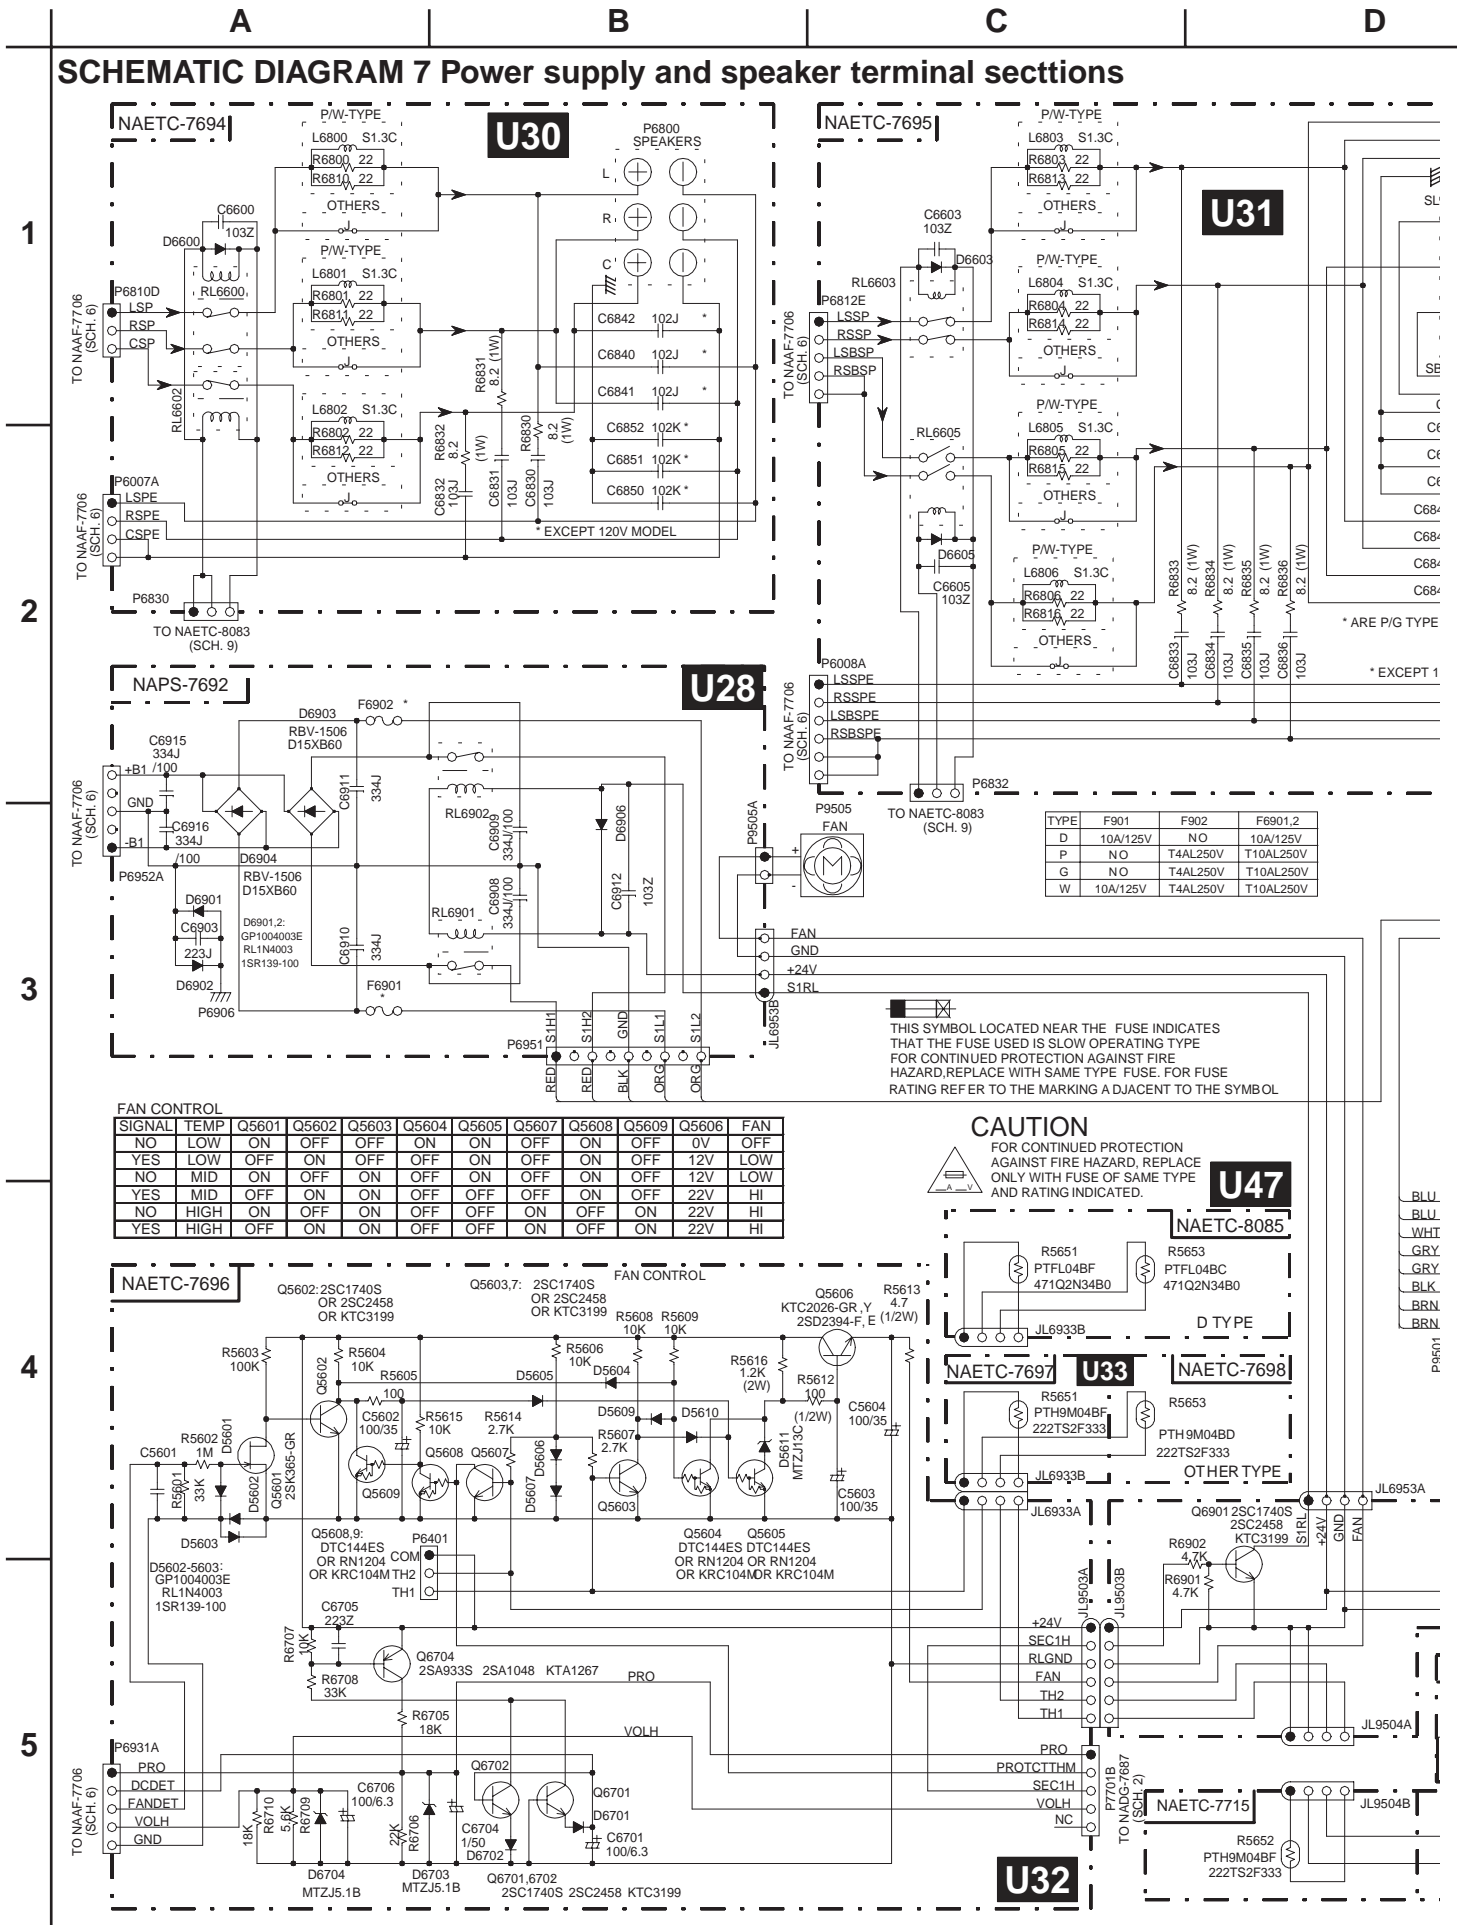 A B C D
SCHEMATIC DIAGRAM 7 Power supply and speaker terminal secttions
1
2
3
4
5
NAETC-7694
U30
P/W-TYPE
L6800 S1.3C
R6800 22
R6810 22
OTHERS
J
P/W-TYPE
L6801 S1.3C
R6801 22
R6811 22
OTHERS
J
L6802 S1.3C
R6802 22
R6812 22
OTHERS
J
C6600
103Z
D6600
RL6600
RL6602
P6810D
LSP
RSP
CSP
TO NAAF-7706
(SCH. 6)
P6007A
LSPE
RSPE
CSPE
TO NAAF-7706
(SCH. 6)
P6830
TO NAETC-8083
(SCH. 9)
P6800
SPEAKERS
L
R
C
C6842 102J *
C6840 102J *
C6841 102J *
C6852 102K *
C6851 102K *
C6850 102K *
* EXCEPT 120V MODEL
R6831
8.2 (1W)
R6832
8.2
(1W)
R6830
8.2
(1W)
C6832
103J
C6831
103J
C6830
103J
NAETC-7695
U31
P/W-TYPE
L6803 S1.3C
R6803 22
R6813 22
OTHERS
J
P/W-TYPE
L6804 S1.3C
R6804 22
R6814 22
OTHERS
J
P/W-TYPE
L6805 S1.3C
R6805 22
R6815 22
OTHERS
J
P/W-TYPE
L6806 S1.3C
R6806 22
R6816 22
OTHERS
J
C6603
103Z
D6603
RL6603
P6812E
LSSP
RSSP
LSBSP
RSBSP
TO NAAF-7706
(SCH. 6)
RL6605
D6605
C6605
103Z
P6008A
LSSPE
RSSPE
LSBSPE
RSBSPE
TO NAAF-7706
(SCH. 6)
P6832
TO NAETC-8083
(SCH. 9)
R6833
8.2 (1W)
R6834
8.2 (1W)
R6835
8.2 (1W)
R6836
8.2 (1W)
C6833
103J
C6834
103J
C6835
103J
C6836
103J
SL
SB
C
C6
C6
C6
C684
C684
C684
C684
* ARE P/G TYPE
* EXCEPT 1
NAPS-7692
U28
F6902 *
D6903
RBV-1506
D15XB60
C6915
334J
/100
+B1
GND
-B1
TO NAAF-7706
(SCH. 6)
P6952A
C6916
334J
/100
D6904
RBV-1506
D15XB60
C6911
334J
C6910
334J
D6901
C6903
223J
D6902
P6906
D6901,2:
GP1004003E
RL1N4003
1SR139-100
F6901
*
RL6902
RL6901
C6909
334J/100
C6908
334J/100
D6906
C6912
103Z
P6951
S1H1
S1H2
GND
S1L1
S1L2
RED
RED
BLK
ORG
ORG
P9505A
P9505
FAN
+
M
-
FAN
GND
+24V
S1RL
JL6953B
TYPE F901 F902 F6901,2
D 10A/125V NO 10A/125V
P NO T4AL250V T10AL250V
G NO T4AL250V T10AL250V
W 10A/125V T4AL250V T10AL250V
THIS SYMBOL LOCATED NEAR THE FUSE INDICATES
THAT THE FUSE USED IS SLOW OPERATING TYPE
FOR CONTINUED PROTECTION AGAINST FIRE
HAZARD,REPLACE WITH SAME TYPE FUSE. FOR FUSE
RATING REFER TO THE MARKING ADJACENT TO THE SYMBOL
FAN CONTROL
SIGNAL TEMP Q5601 Q5602 Q5603 Q5604 Q5605 Q5607 Q5608 Q5609 Q5606 FAN
NO LOW ON OFF OFF ON ON OFF ON OFF 0V OFF
YES LOW OFF ON OFF OFF ON OFF ON OFF 12V LOW
NO MID ON OFF ON OFF ON OFF ON OFF 12V LOW
YES MID OFF ON ON OFF OFF OFF ON OFF 22V HI
NO HIGH ON OFF ON OFF OFF ON OFF ON 22V HI
YES HIGH OFF ON ON OFF OFF ON OFF ON 22V HI
CAUTION
FOR CONTINUED PROTECTION
AGAINST FIRE HAZARD, REPLACE
ONLY WITH FUSE OF SAME TYPE
AND RATING INDICATED.
A V
U47
NAETC-8085
R5651
PTFL04BF
471Q2N34B0
R5653
PTFL04BC
471Q2N34B0
JL6933B
D TYPE
NAETC-7697
U33
NAETC-7698
R5651
PTH9M04BF
222TS2F333
R5653
PTH9M04BD
222TS2F333
JL6933B
OTHER TYPE
JL6933A
BLU
BLU
WHT
GRY
GRY
BLK
BRN
BRN
P9501
NAETC-7696
Q5602: 2SC1740S
OR 2SC2458
OR KTC3199
Q5603,7: 2SC1740S
OR 2SC2458
OR KTC3199
FAN CONTROL
Q5606
KTC2026-GR ,Y
2SD2394-F, E
R5613
4.7
(1/2W)
R5603
100K
Q5602
R5604
10K
R5605
100
D5605
R5606
10K
D5604
R5608
10K
R5609
10K
R5616
1.2K
(2W)
R5612
100
(1/2W)
C5604
100/35
C5602
100/35
R5615
10K
R5614
2.7K
D5609
D5610
R5607
2.7K
D5611
MTZJ13C
C5601
R5602
1M
D5601
R5601
33K
D5602
Q5601
2SK365-GR
Q5609
Q5608
Q5607
D5606
D5607
Q5603
C5603
100/35
D5603
D5602-5603:
GP1004003E
RL1N4003
1SR139-100
Q5608,9:
DTC144ES
OR RN1204
OR KRC104M
P6401
COM
TH2
TH1
Q5604
DTC144ES
OR RN1204
OR KRC104M
Q5605
DTC144ES
OR RN1204
OR KRC104M
C6705
223Z
R6707
10K
R6708
33K
Q6704
2SA933S 2SA1048 KTA1267
R6705
18K
PRO
VOLH
P6931A
PRO
DCDET
FANDET
VOLH
GND
TO NAAF-7706
(SCH. 6)
18K
R6710
5.6K
R6709
C6706
100/6.3
D6704
MTZJ5.1B
22K
R6706
D6703
MTZJ5.1B
C6704
1/50
Q6702
D6702
Q6701
D6701
C6701
100/6.3
Q6701,6702
2SC1740S 2SC2458 KTC3199
U32
JL9503A
JL9503B
+24V
SEC1H
RLGND
FAN
TH2
TH1
PRO
PROTCTTHM
SEC1H
VOLH
NC
P7701B
TO NADG-7687
(SCH. 2)
Q6901 2SC1740S
2SC2458
KTC3199
R6902
4.7K
R6901
4.7K
S1RL
+24V
GND
FAN
JL6953A
JL9504A
JL9504B
NAETC-7715
R5652
PTH9M04BF
222TS2F333